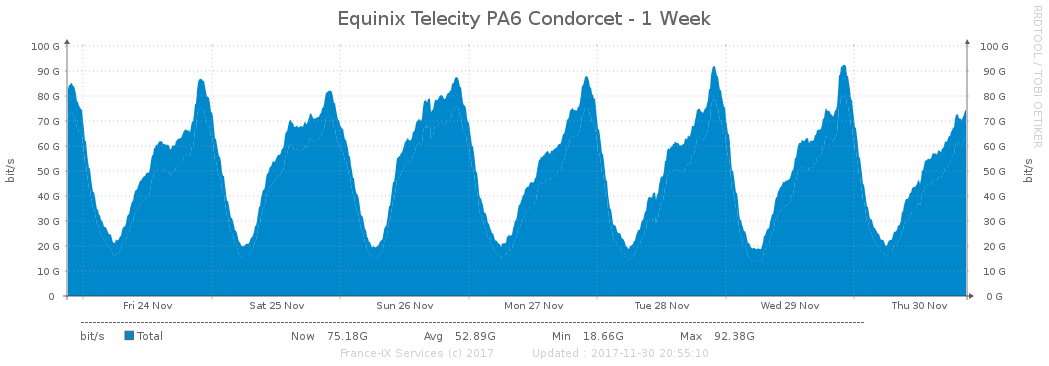 Equinix Telecity PA6 Condorcet - 1 Week
RRDTOOL / TOBI OETIKER
100 G 100 G
90 G 90 G
80 G 80 G
70 G 70 G
60 G 60 G
50 G 50 G
40 G 40 G
30 G 30 G
20 G 20 G
10 G 10 G
0 0 G
bit/s bit/s
Fri 24 Nov Sat 25 Nov Sun 26 Nov Mon 27 Nov Tue 28 Nov Wed 29 Nov Thu 30 Nov
bit/s Total Now 75.18G Avg 52.89G Min 18.66G Max 92.38G
France-IX Services (c) 2017 Updated : 2017-11-30 20:55:10